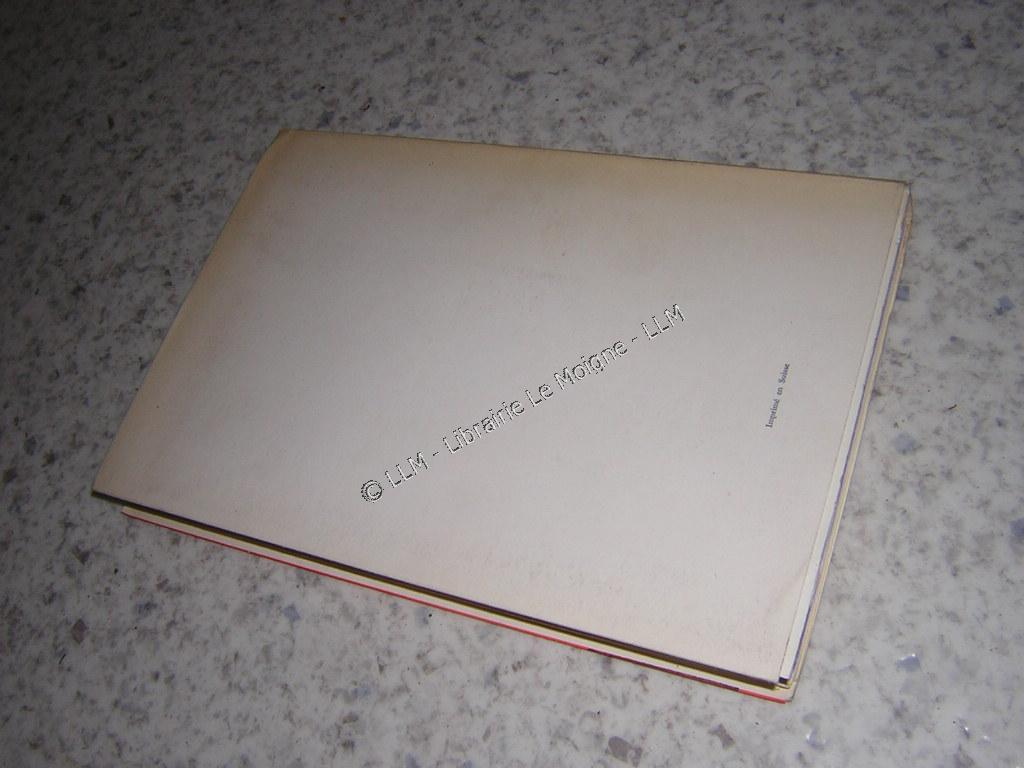 © LLM - Librairie Le Moigne - LLM
Imprimé en Suisse